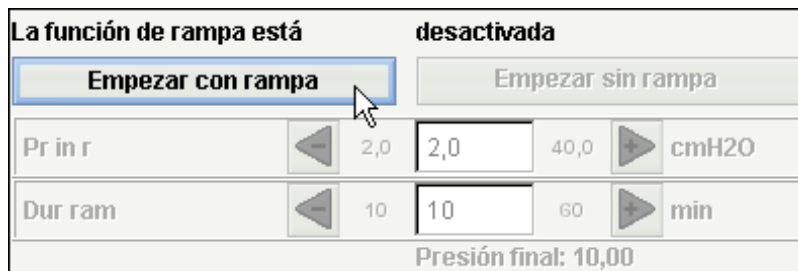 La función de rampa está desactivada
Empezar con rampa Empezar sin rampa
Pr in r - 2,0 2,0 40,0 + cmH2O
Dur ram - 10 10 60 + min
Presión final: 10,00